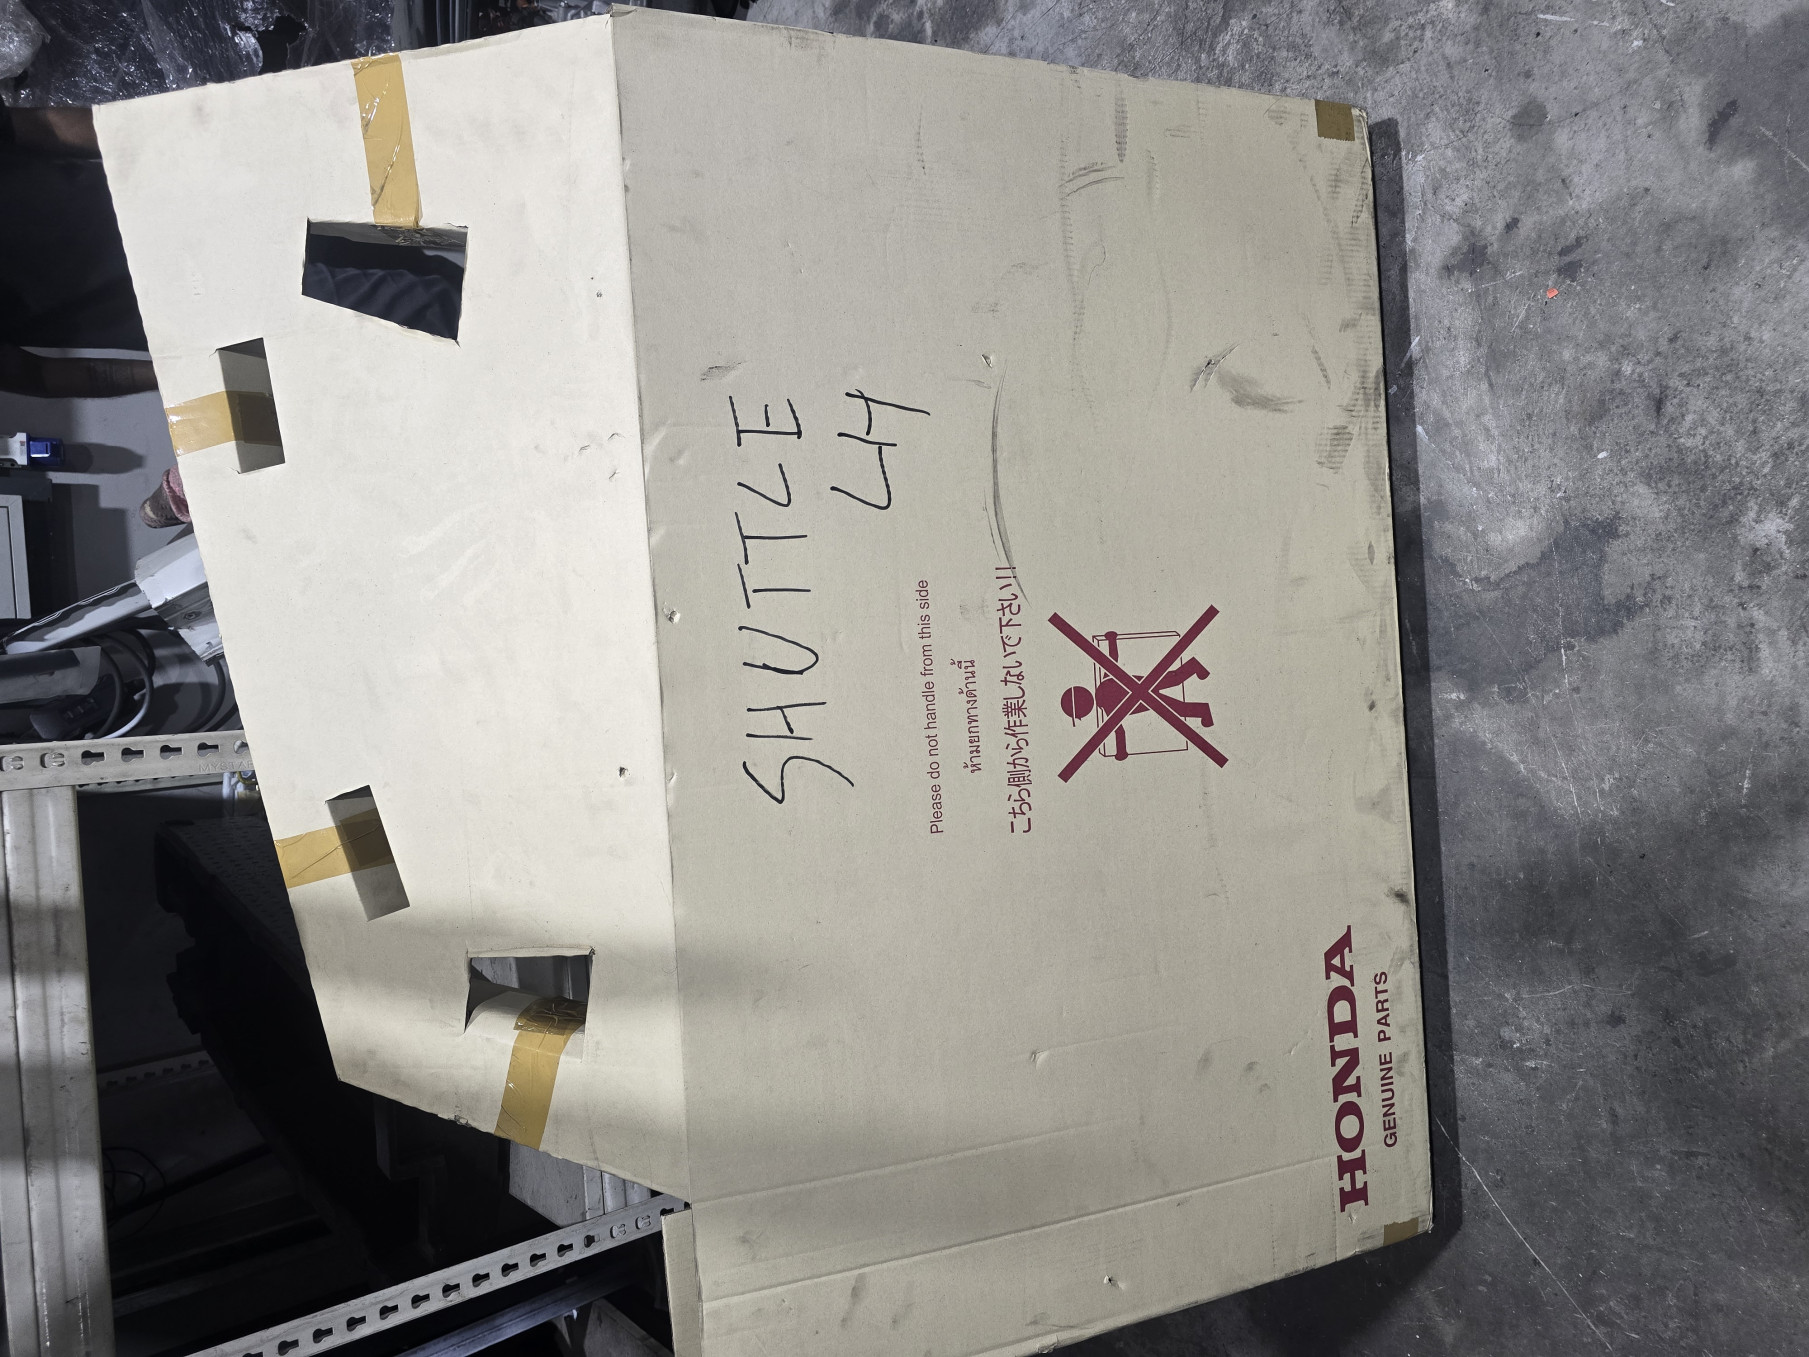 SHUTTLE
LH
Please do not handle from this side
ห้ามยกทางด้านนี้
こちら側から作業しないで下さい!!
HONDA
GENUINE PARTS